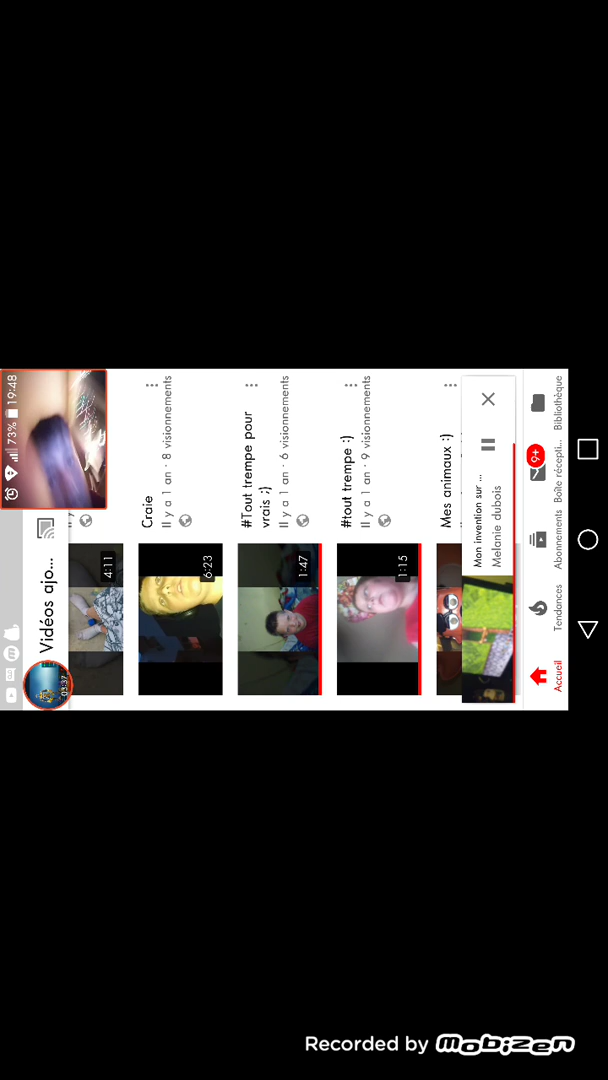 73% 19:48
Vidéos ajo...
03:37
4:11
Craie
Il y a 1 an · 8 visionnements
6:23
#Tout trempe pour
vrais ;)
Il y a 1 an · 6 visionnements
1:47
#tout trempe :)
Il y a 1 an · 9 visionnements
1:15
Mes animaux :)
Mon invention sur ...
Melanie dubois
9+
Accueil
Tendances
Abonnements
Boîte récepti...
Bibliothèque
Recorded by mobizen